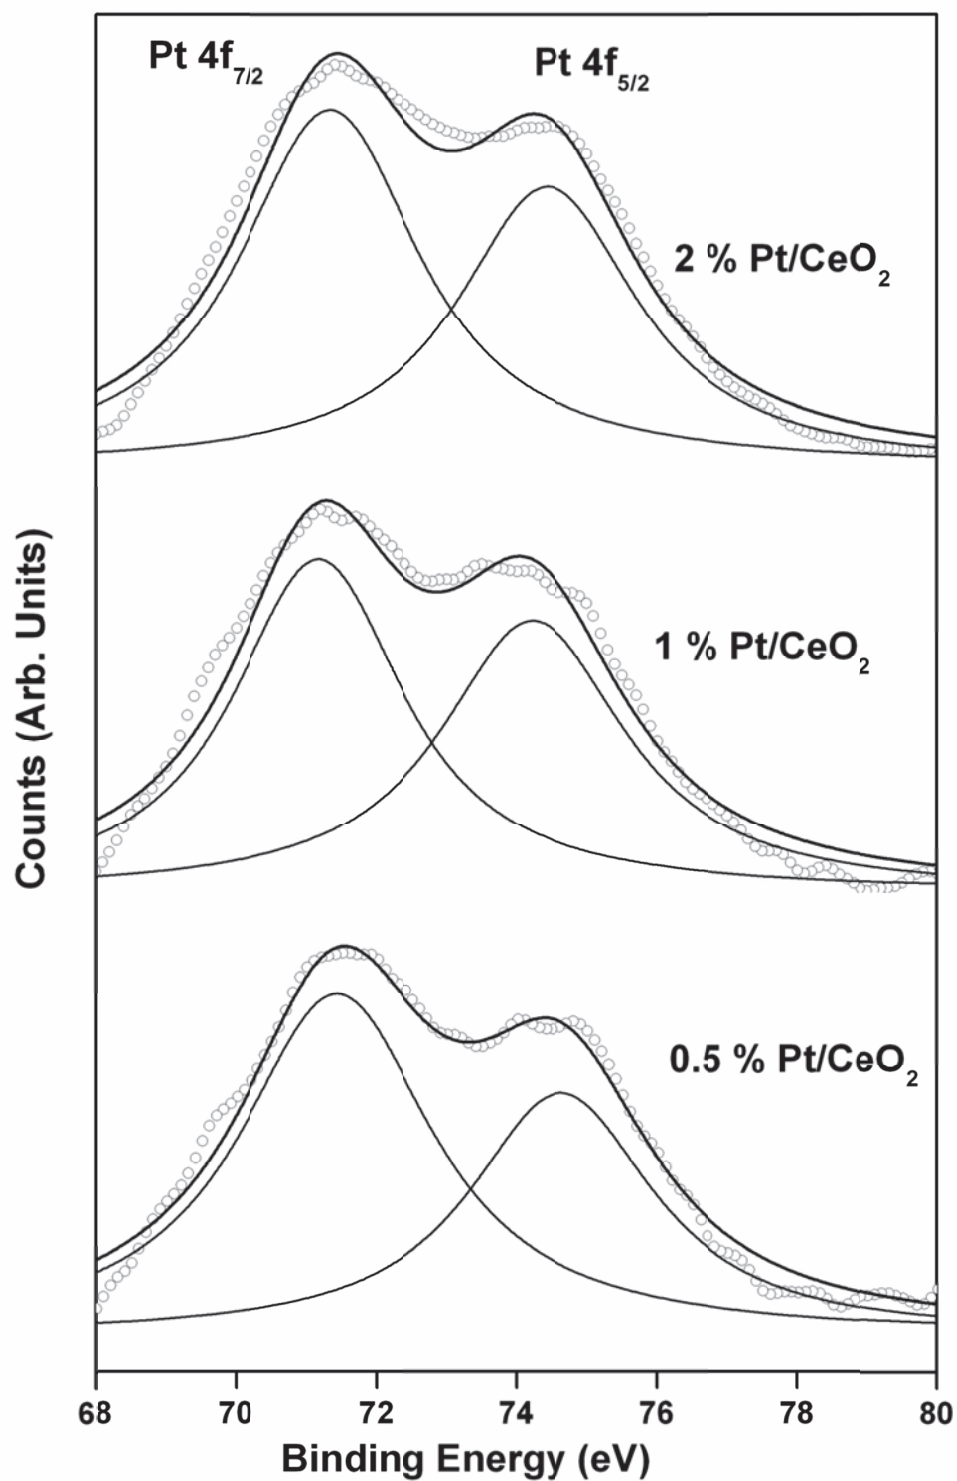 Pt 4f7/2
Pt 4f5/2
2 % Pt/CeO2
1 % Pt/CeO2
0.5 % Pt/CeO2
Counts (Arb. Units)
68 70 72 74 76 78 80
Binding Energy (eV)